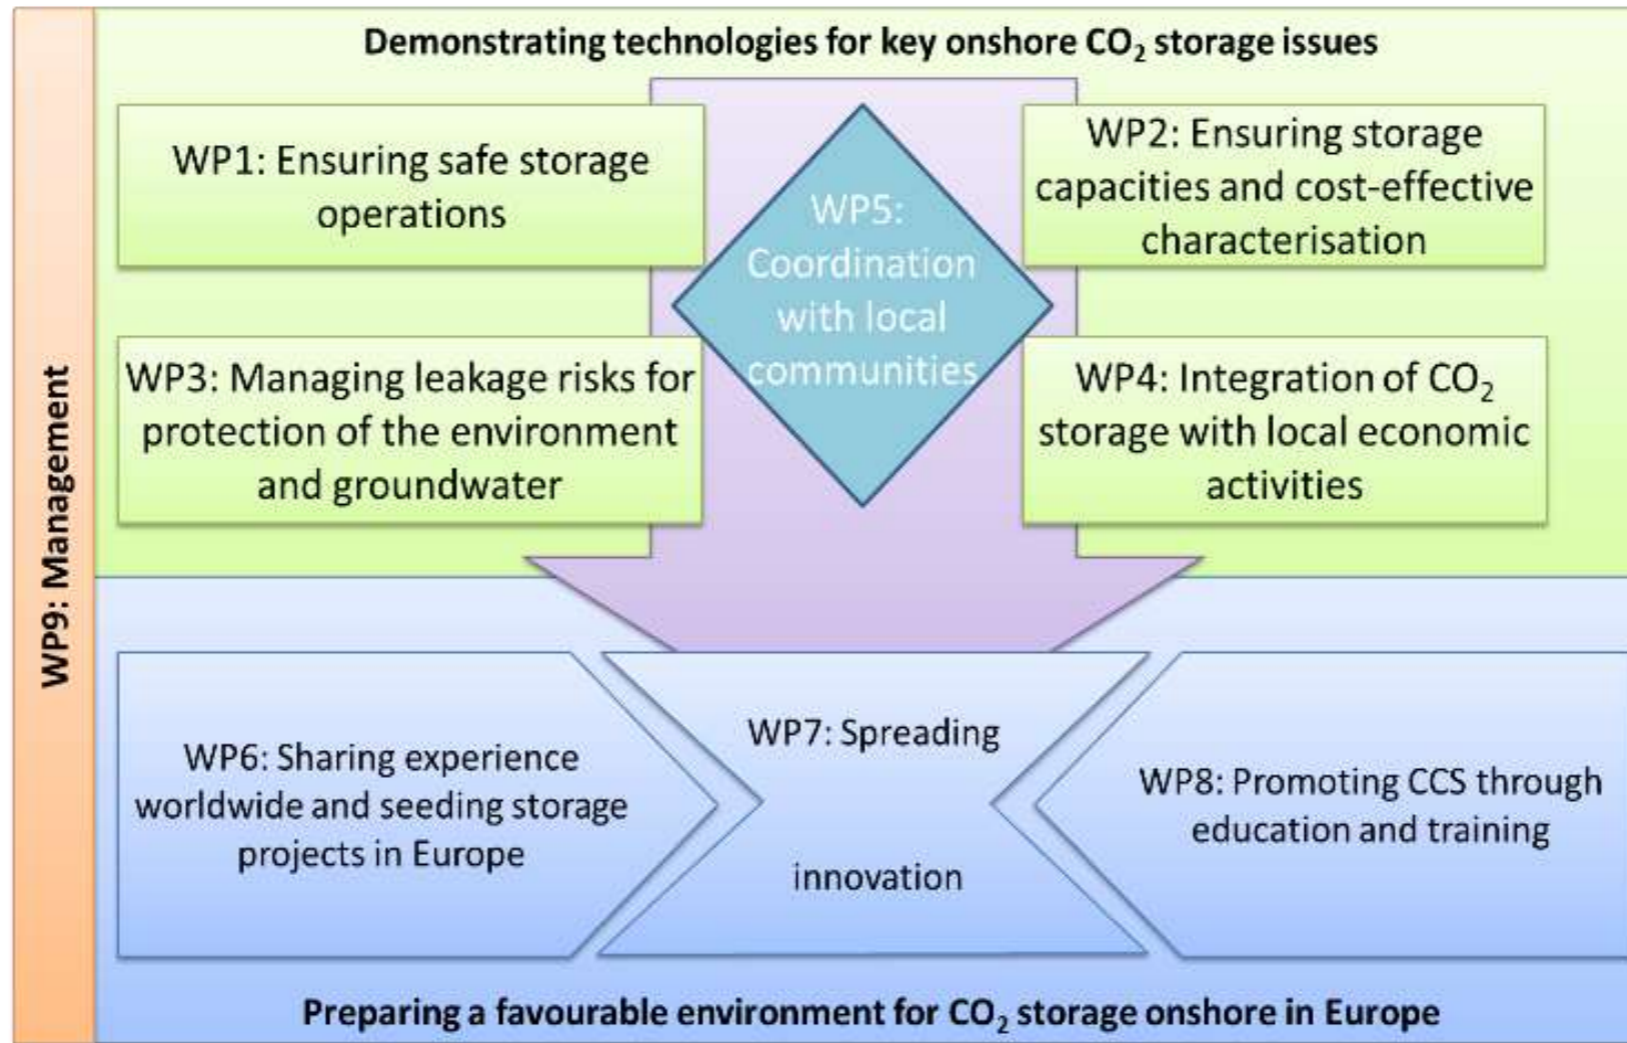 Demonstrating technologies for key onshore CO₂ storage issues
WP1: Ensuring safe storage
operations
WP2: Ensuring storage
capacities and cost-effective
characterisation
WP5:
Coordination
with local
communities
WP3: Managing leakage risks for
protection of the environment
and groundwater
WP4: Integration of CO₂
storage with local economic
activities
WP9: Management
WP6: Sharing experience
worldwide and seeding storage
projects in Europe
WP7: Spreading
innovation
WP8: Promoting CCS through
education and training
Preparing a favourable environment for CO₂ storage onshore in Europe